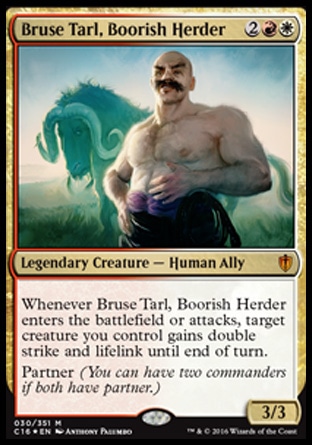 Bruse Tarl, Boorish Herder 2
Legendary Creature — Human Ally
Whenever Bruse Tarl, Boorish Herder
enters the battlefield or attacks, target
creature you control gains double
strike and lifelink until end of turn.
Partner (You can have two commanders
if both have partner.)
3/3
030/351 M
C16 ★ EN Anthony Palumbo
™ & © 2016 Wizards of the Coast